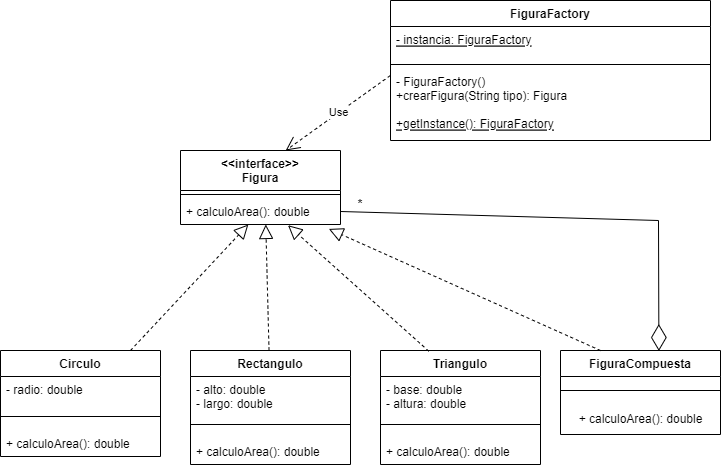 FiguraFactory
- instancia: FiguraFactory
- FiguraFactory()
+crearFigura(String tipo): Figura
+getInstance(): FiguraFactory
Use
<<interface>>
Figura
+ calculoArea(): double
*
Circulo
- radio: double
+ calculoArea(): double
Rectangulo
- alto: double
- largo: double
+ calculoArea(): double
Triangulo
- base: double
- altura: double
+ calculoArea(): double
FiguraCompuesta
+ calculoArea(): double